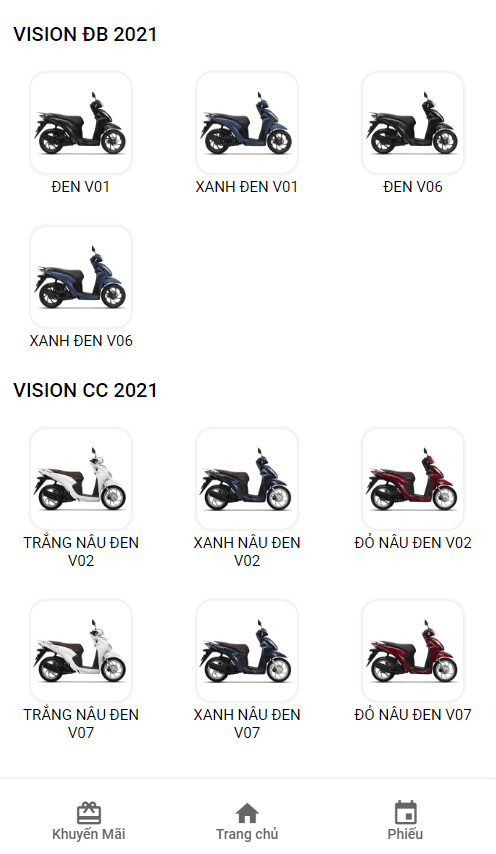 VISION ĐB 2021
ĐEN V01
XANH ĐEN V01
ĐEN V06
XANH ĐEN V06
VISION CC 2021
TRẮNG NÂU ĐEN
V02
XANH NÂU ĐEN
V02
ĐỎ NÂU ĐEN V02
TRẮNG NÂU ĐEN
V07
XANH NÂU ĐEN
V07
ĐỎ NÂU ĐEN V07
Khuyến Mãi
Trang chủ
Phiếu